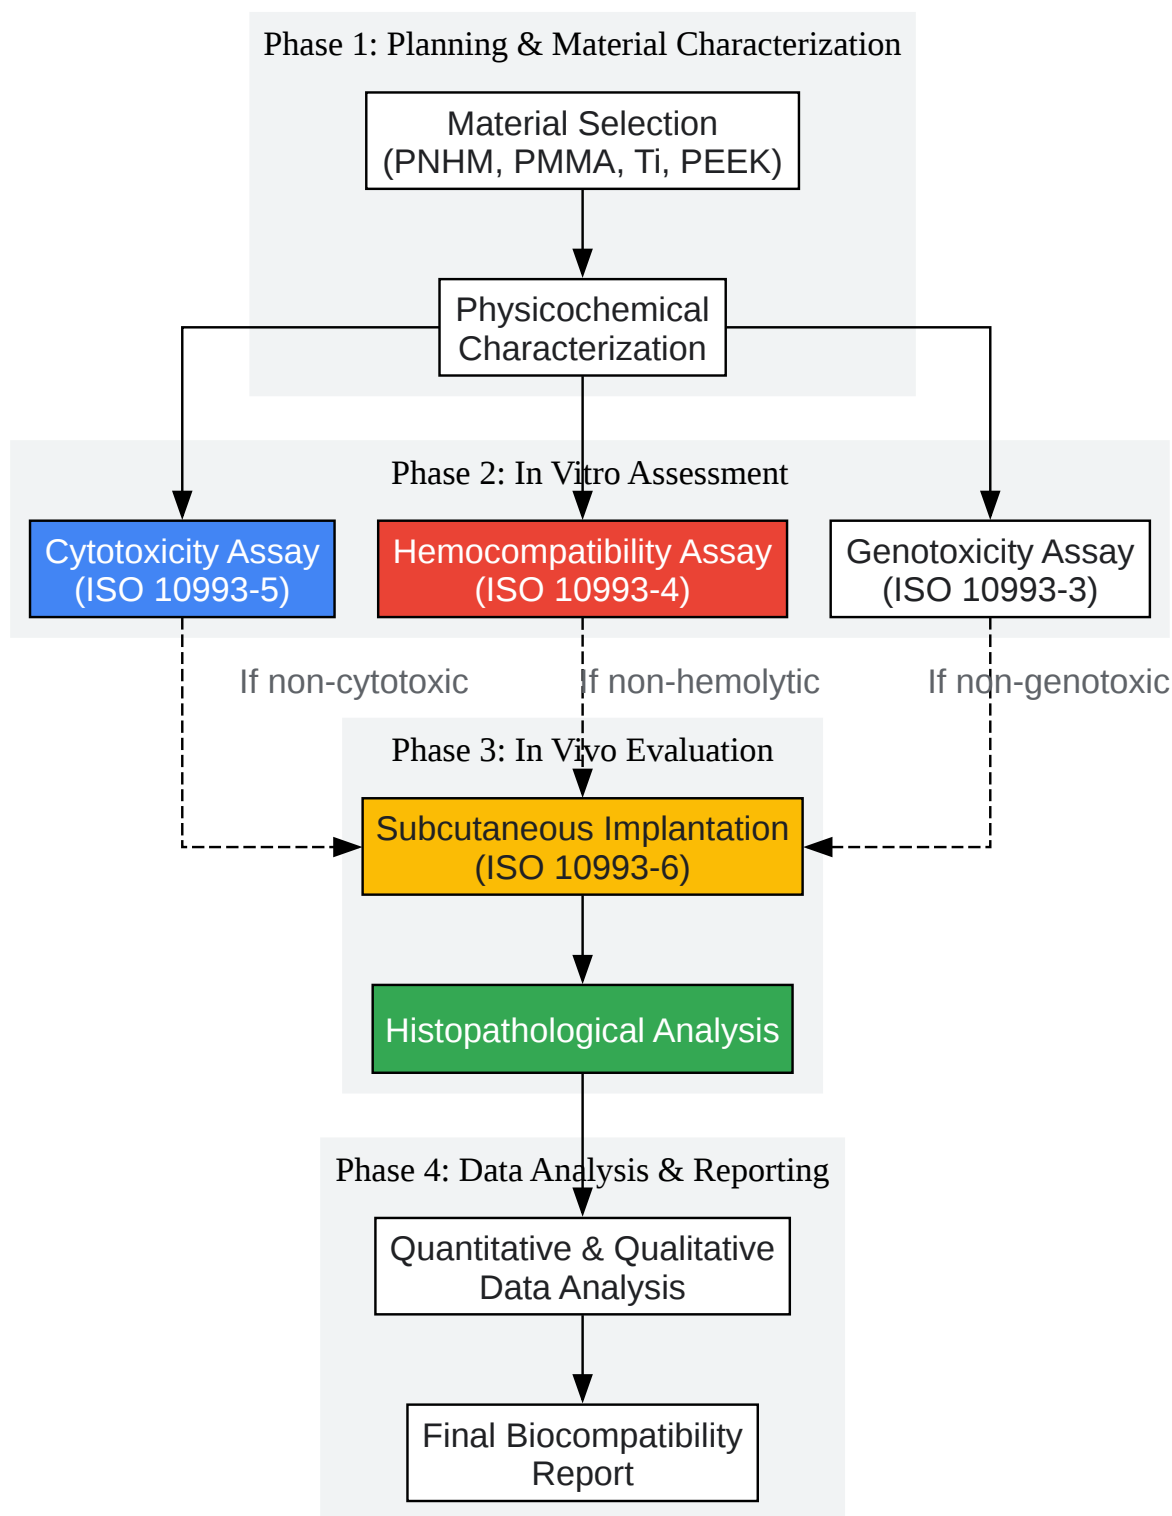 Phase 1: Planning & Material Characterization
Material Selection
(PNHM, PMMA, Ti, PEEK)
Physicochemical
Characterization
Phase 2: In Vitro Assessment
Cytotoxicity Assay
(ISO 10993-5)
Hemocompatibility Assay
(ISO 10993-4)
Genotoxicity Assay
(ISO 10993-3)
If non-cytotoxic
If non-hemolytic
If non-genotoxic
Phase 3: In Vivo Evaluation
Subcutaneous Implantation
(ISO 10993-6)
Histopathological Analysis
Phase 4: Data Analysis & Reporting
Quantitative & Qualitative
Data Analysis
Final Biocompatibility
Report